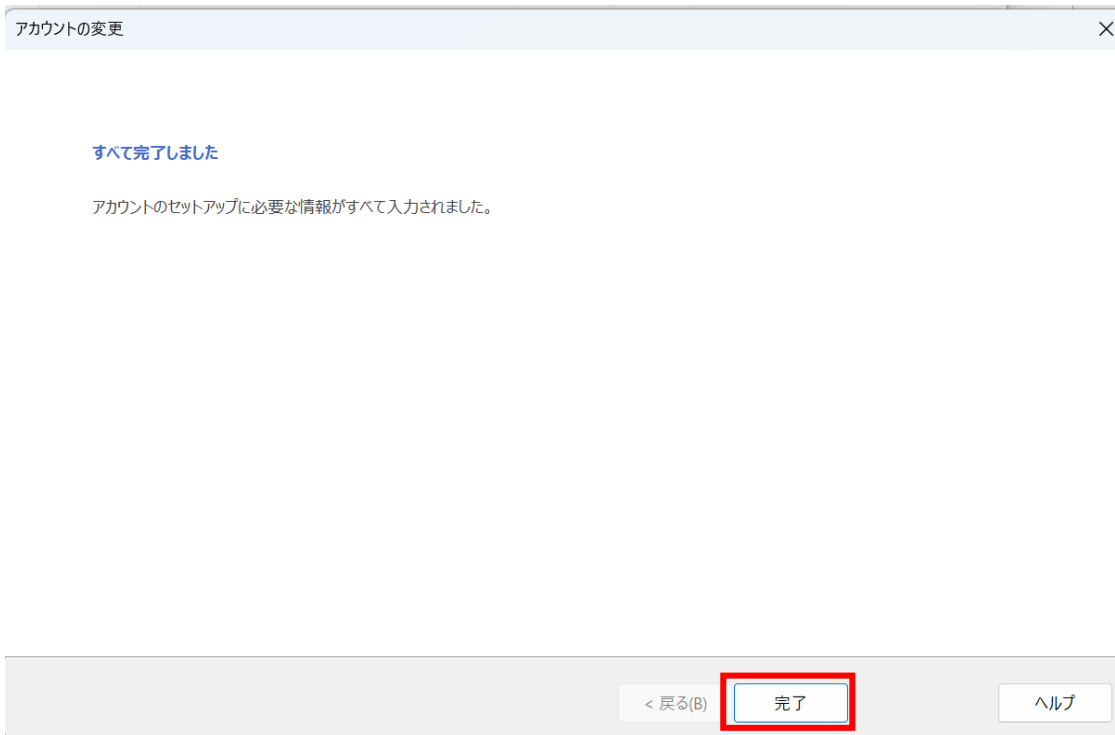 アカウントの変更
すべて完了しました
アカウントのセットアップに必要な情報がすべて入力されました。
< 戻る(B)
完了
ヘルプ